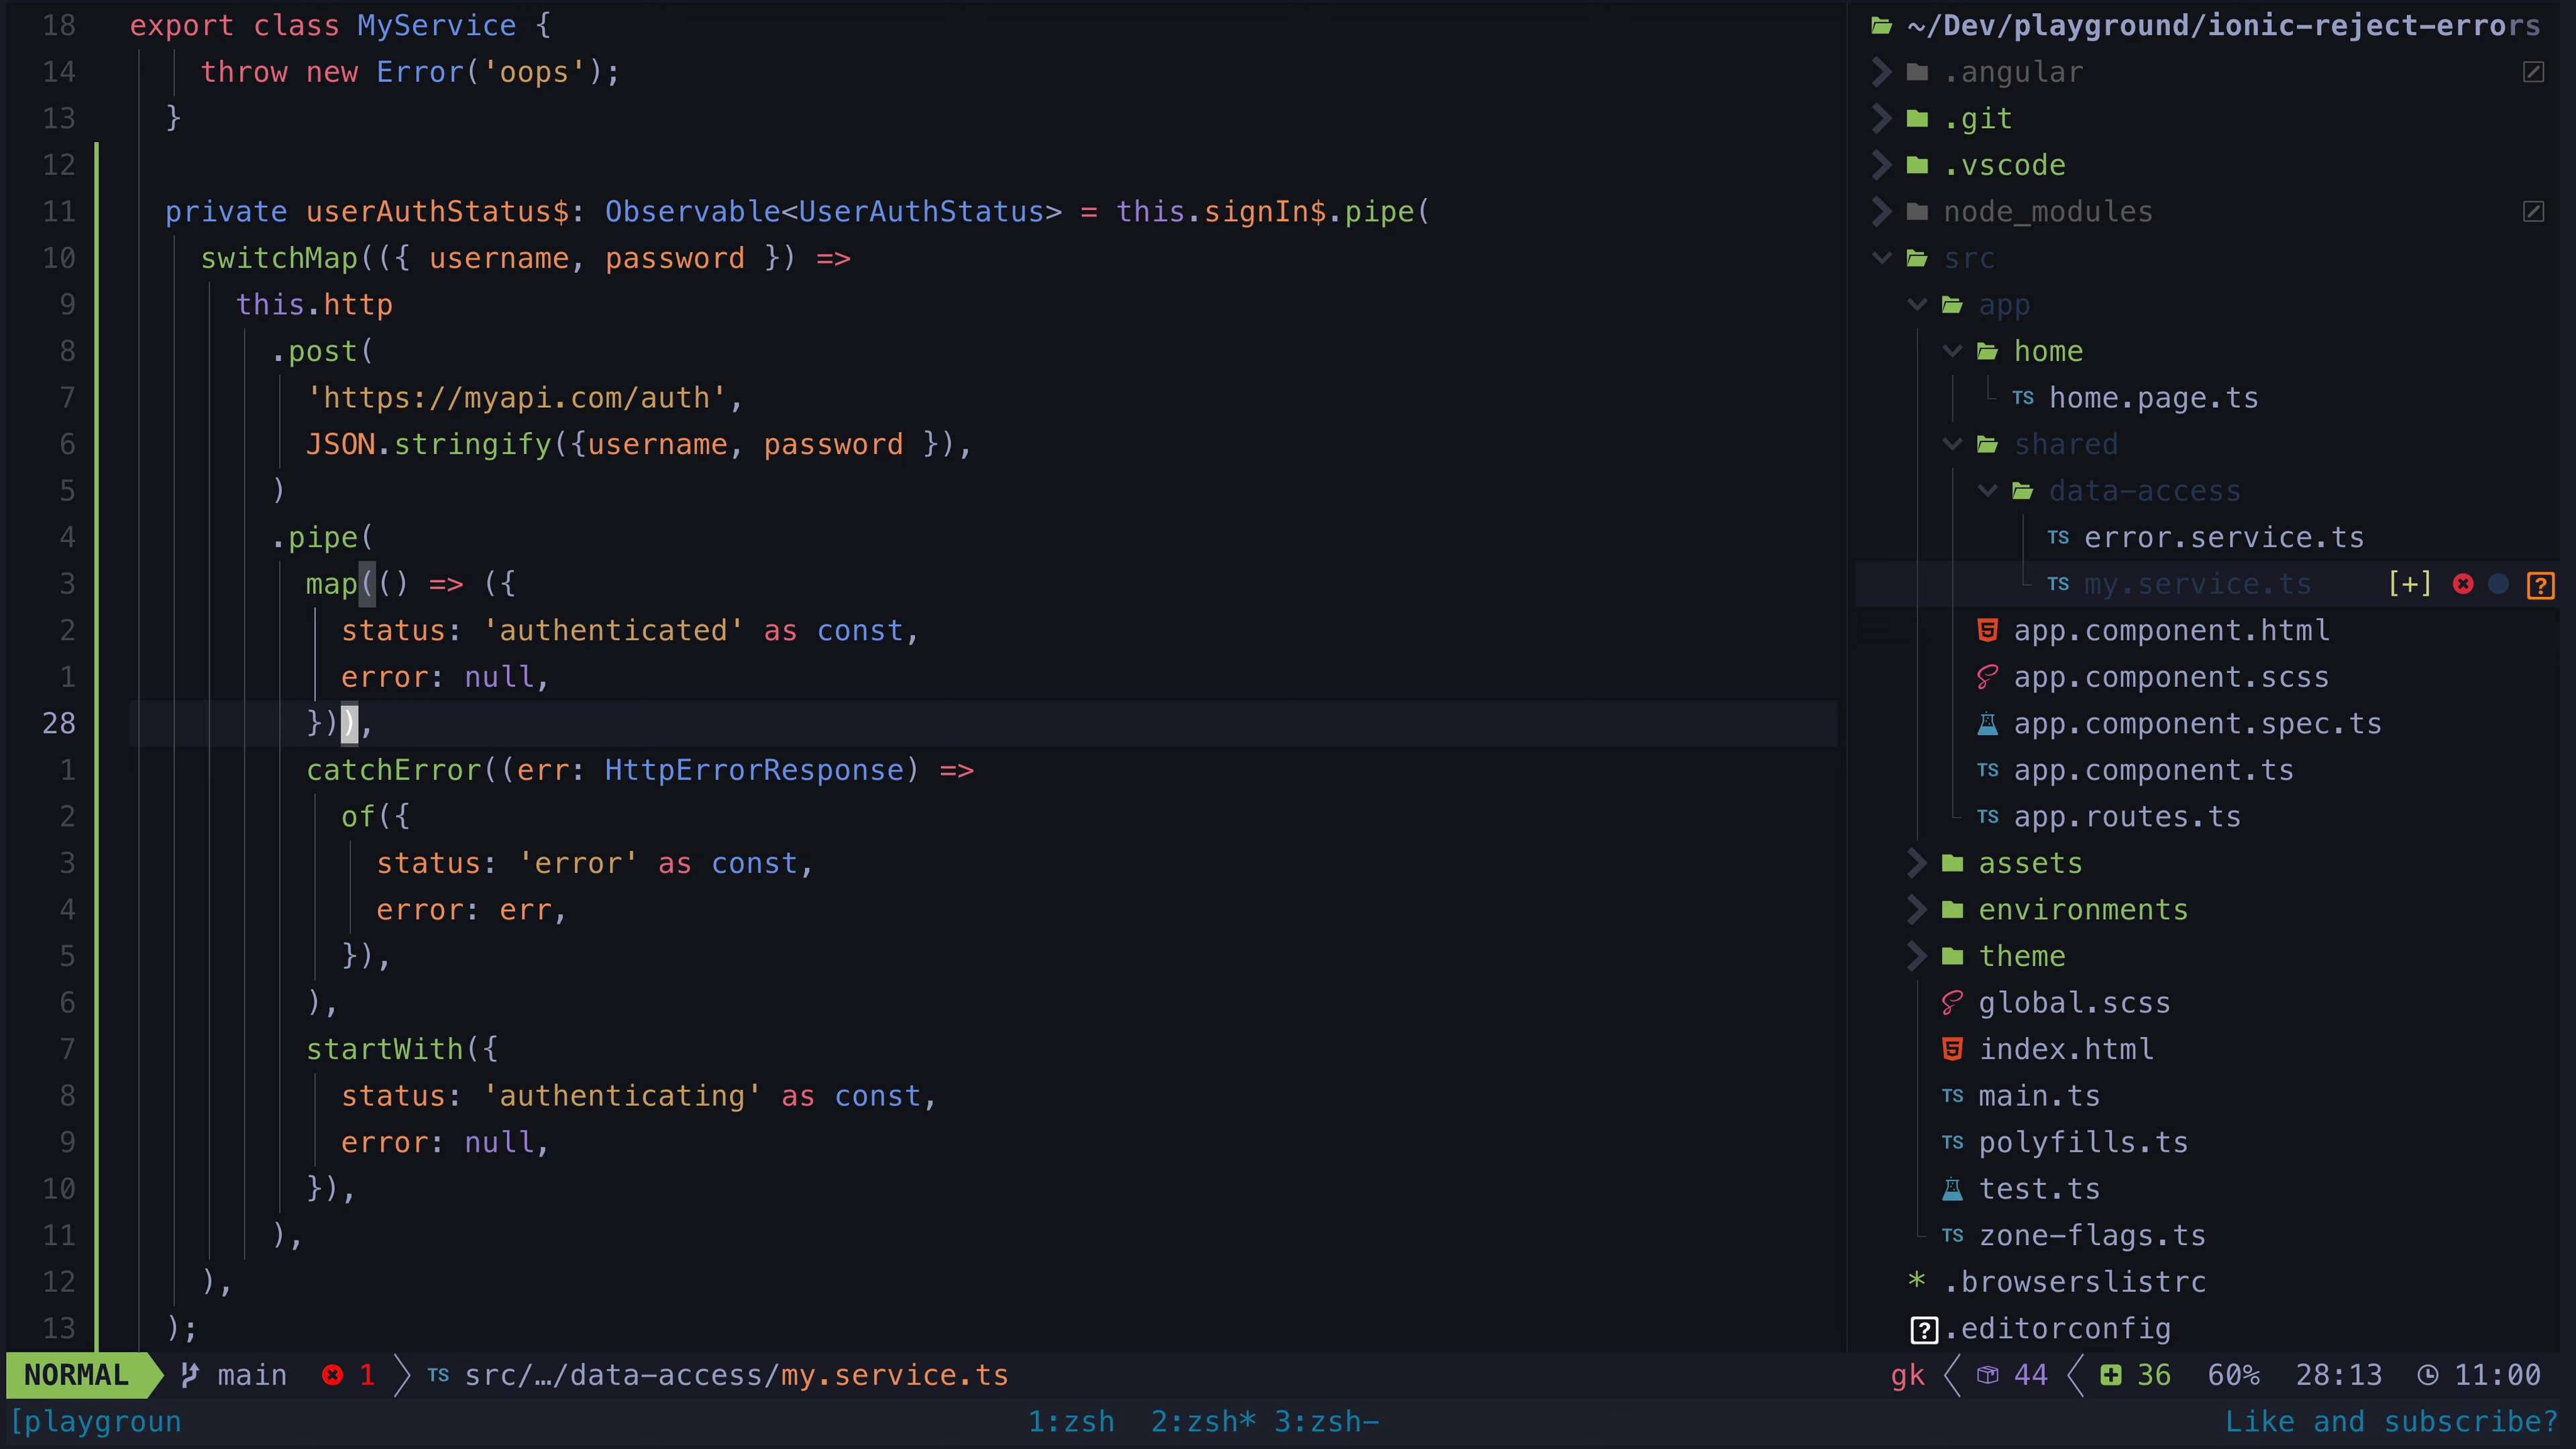 18 export class MyService {
14 throw new Error('oops');
13 }
12
11 private userAuthStatus$: Observable<UserAuthStatus> = this.signIn$.pipe(
10 switchMap(({ username, password }) =>
9 this.http
8 .post(
7 'https://myapi.com/auth',
6 JSON.stringify({username, password }),
5 )
4 .pipe(
3 map(() => ({
2 status: 'authenticated' as const,
1 error: null,
28 })),
1 catchError((err: HttpErrorResponse) =>
2 of({
3 status: 'error' as const,
4 error: err,
5 }),
6 ),
7 startWith({
8 status: 'authenticating' as const,
9 error: null,
10 }),
11 ),
12 ),
13 );
~/Dev/playground/ionic-reject-errors
.angular
.git
.vscode
node_modules
src
app
home
TS home.page.ts
shared
data-access
TS error.service.ts
TS my.service.ts [+] ?
5 app.component.html
app.component.scss
app.component.spec.ts
TS app.component.ts
TS app.routes.ts
assets
environments
theme
global.scss
5 index.html
TS main.ts
TS polyfills.ts
test.ts
TS zone-flags.ts
* .browserslistrc
? .editorconfig
NORMAL main 1 TS src/…/data-access/my.service.ts gk 44 36 60% 28:13 11:00
[playgroun 1:zsh 2:zsh* 3:zsh- Like and subscribe?